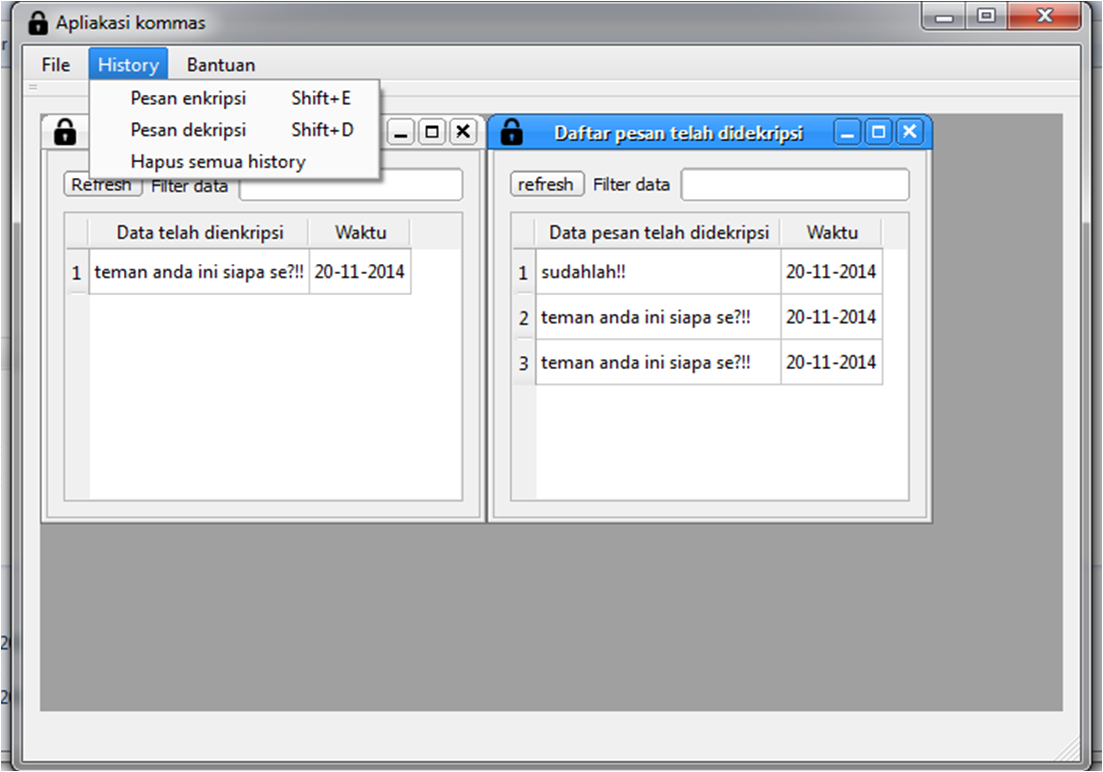 Apliakasi kommas
File History Bantuan
Pesan enkripsi Shift+E
Pesan dekripsi Shift+D
Hapus semua history
Refresh Filter data
Data telah dienkripsi Waktu
1 teman anda ini siapa se?!! 20-11-2014
Daftar pesan telah didekripsi
refresh Filter data
Data pesan telah didekripsi Waktu
1 sudahlah!! 20-11-2014
2 teman anda ini siapa se?!! 20-11-2014
3 teman anda ini siapa se?!! 20-11-2014